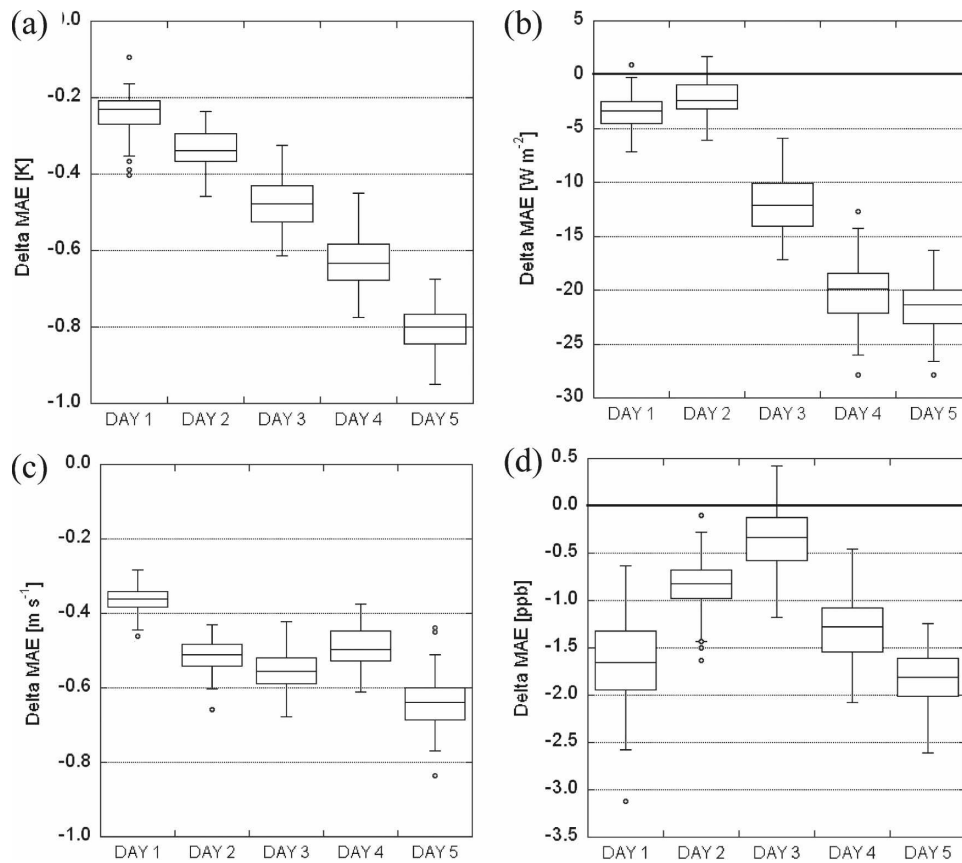 (a)
0.0
-0.2
-0.4
-0.6
-0.8
-1.0
Delta MAE [K]
DAY 1 DAY 2 DAY 3 DAY 4 DAY 5
(b)
5
0
-5
-10
-15
-20
-25
-30
Delta MAE [W m⁻²]
DAY 1 DAY 2 DAY 3 DAY 4 DAY 5
(c)
0.0
-0.2
-0.4
-0.6
-0.8
-1.0
Delta MAE [m s⁻¹]
DAY 1 DAY 2 DAY 3 DAY 4 DAY 5
(d)
0.5
0.0
-0.5
-1.0
-1.5
-2.0
-2.5
-3.0
-3.5
Delta MAE [ppb]
DAY 1 DAY 2 DAY 3 DAY 4 DAY 5